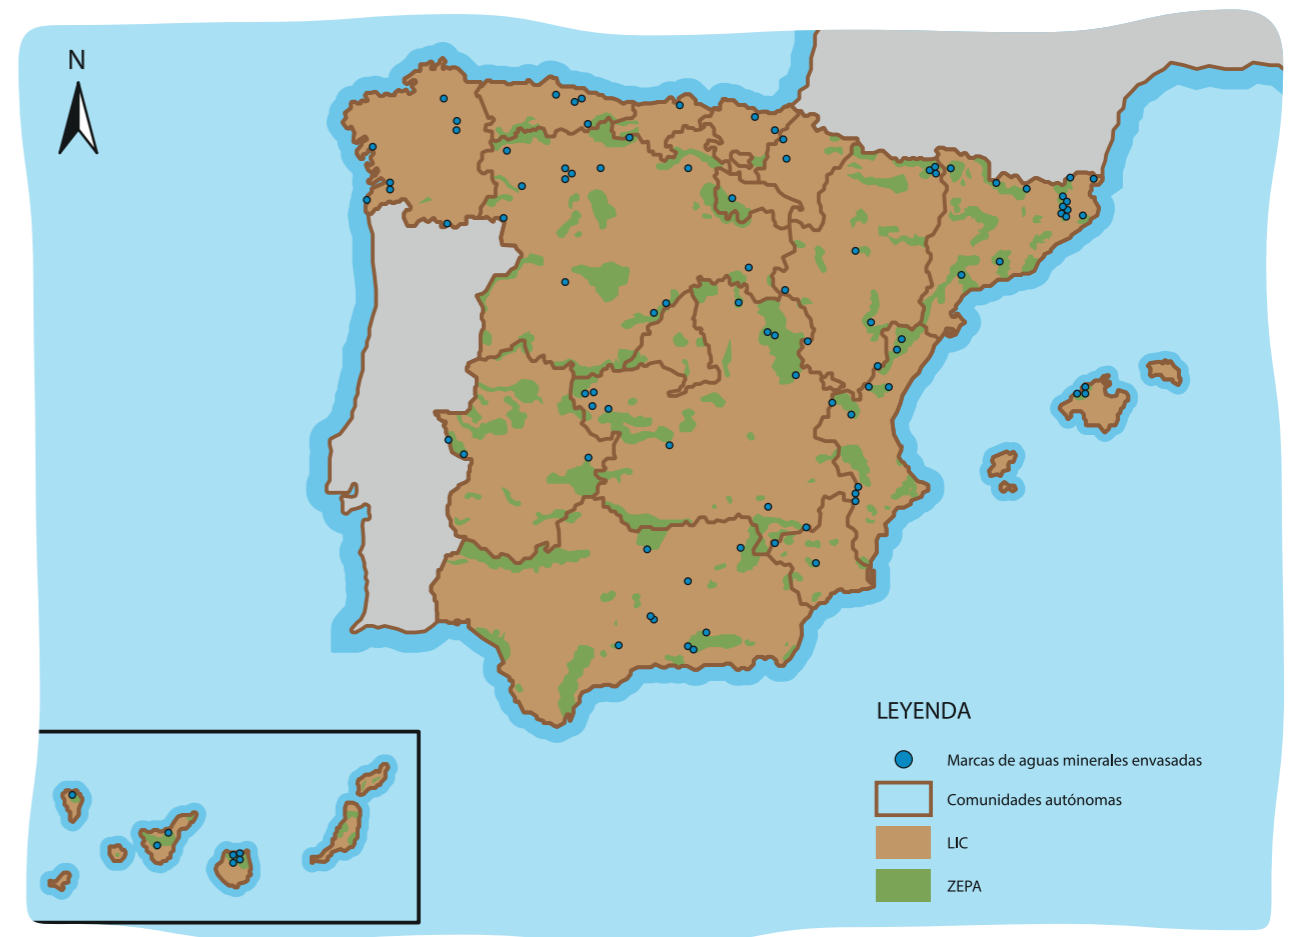 N
LEYENDA
Marcas de aguas minerales envasadas
Comunidades autónomas
LIC
ZEPA